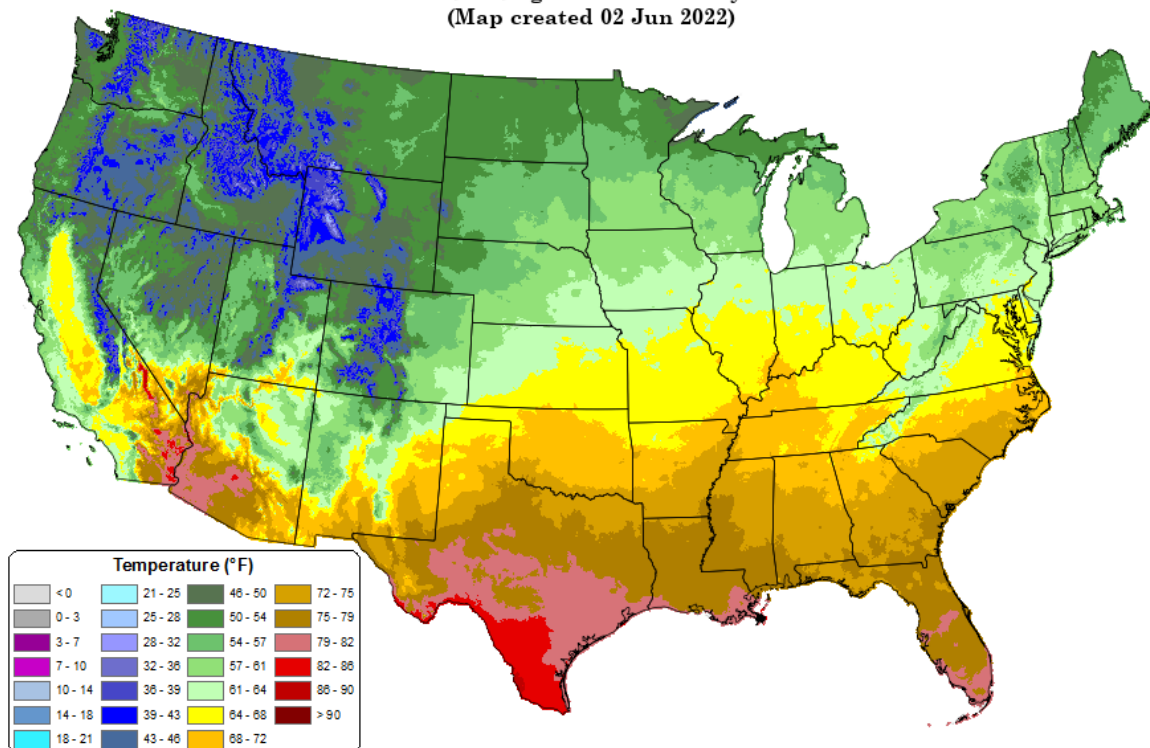 (Map created 02 Jun 2022)
Temperature (°F)
< 0
0 - 3
3 - 7
7 - 10
10 - 14
14 - 18
18 - 21
21 - 25
25 - 28
28 - 32
32 - 36
36 - 39
39 - 43
43 - 46
46 - 50
50 - 54
54 - 57
57 - 61
61 - 64
64 - 68
68 - 72
72 - 75
75 - 79
79 - 82
82 - 86
86 - 90
> 90